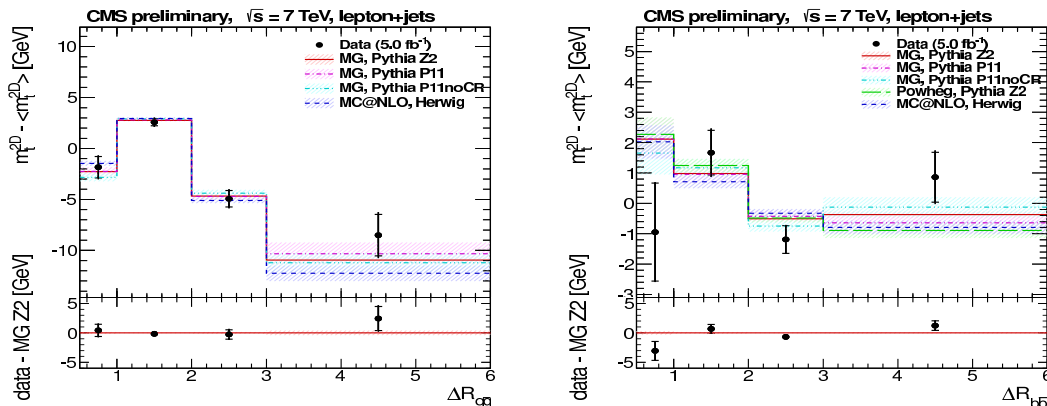 CMS preliminary, √s = 7 TeV, lepton+jets
m_t^2D - <m_t^2D> [GeV]
10
5
0
-5
-10
Data (5.0 fb⁻¹)
MG, Pythia Z2
MG, Pythia P11
MG, Pythia P11noCR
MC@NLO, Herwig
data - MG Z2 [GeV]
5
0
-5
1 2 3 4 5 6
ΔR_qq̄
CMS preliminary, √s = 7 TeV, lepton+jets
m_t^2D - <m_t^2D> [GeV]
5
4
3
2
1
0
-1
-2
-3
Data (5.0 fb⁻¹)
MG, Pythia Z2
MG, Pythia P11
MG, Pythia P11noCR
Powheg, Pythia Z2
MC@NLO, Herwig
data - MG Z2 [GeV]
5
0
-5
1 2 3 4 5 6
ΔR_bb̄